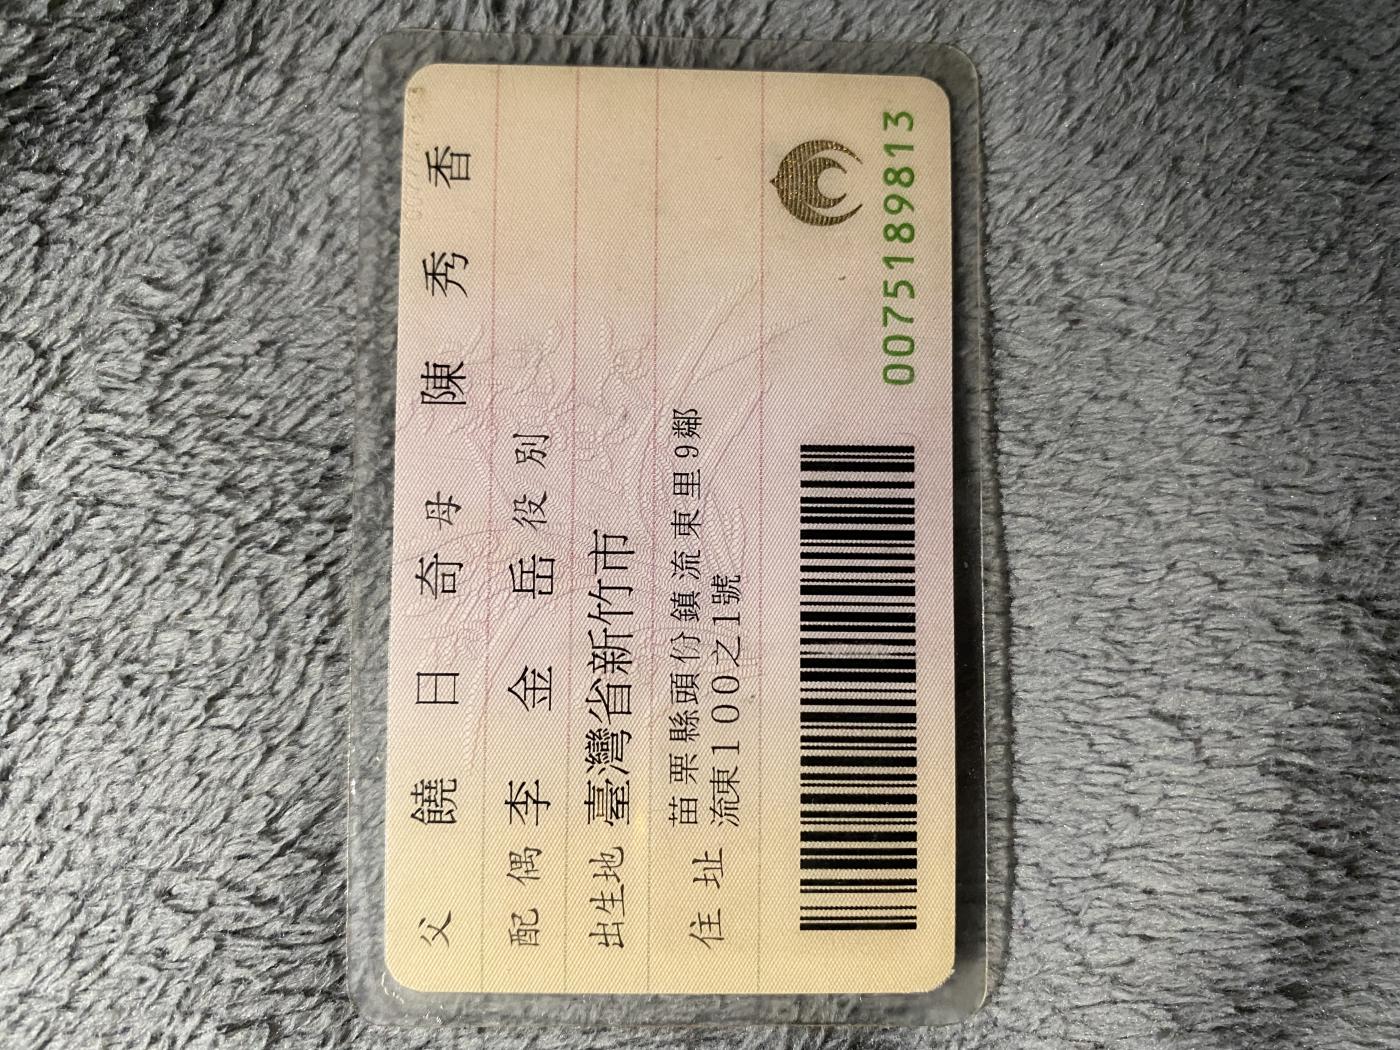 父 饒日奇 母 陳秀香
配偶 李金岳 役別
出生地 臺灣省新竹市
住址 苗栗縣頭份鎮流東里9鄰
流東100之1號
0075189813